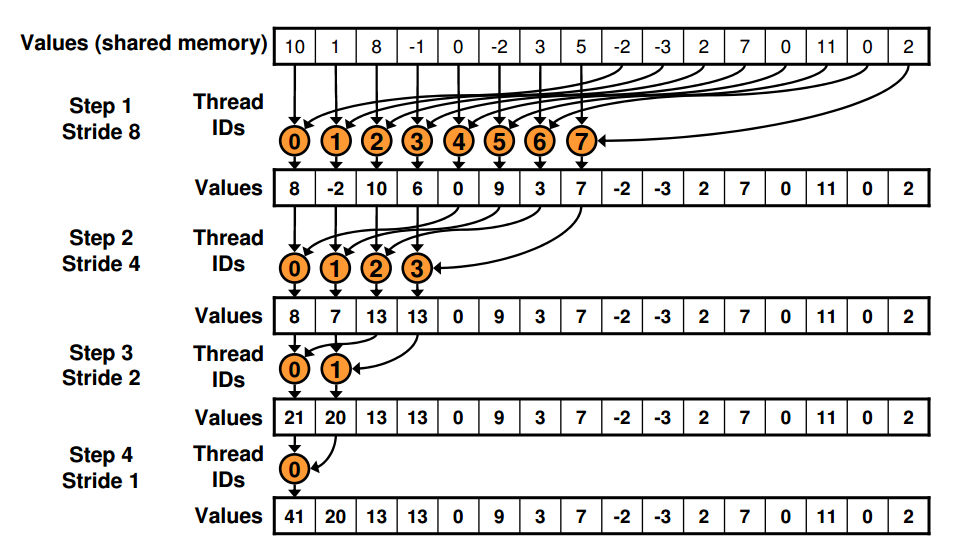 Values (shared memory) 10 1 8 -1 0 -2 3 5 -2 -3 2 7 0 11 0 2
Step 1 Thread
Stride 8 IDs 0 1 2 3 4 5 6 7
Values 8 -2 10 6 0 9 3 7 -2 -3 2 7 0 11 0 2
Step 2 Thread
Stride 4 IDs 0 1 2 3
Values 8 7 13 13 0 9 3 7 -2 -3 2 7 0 11 0 2
Step 3 Thread
Stride 2 IDs 0 1
Values 21 20 13 13 0 9 3 7 -2 -3 2 7 0 11 0 2
Step 4 Thread
Stride 1 IDs 0
Values 41 20 13 13 0 9 3 7 -2 -3 2 7 0 11 0 2